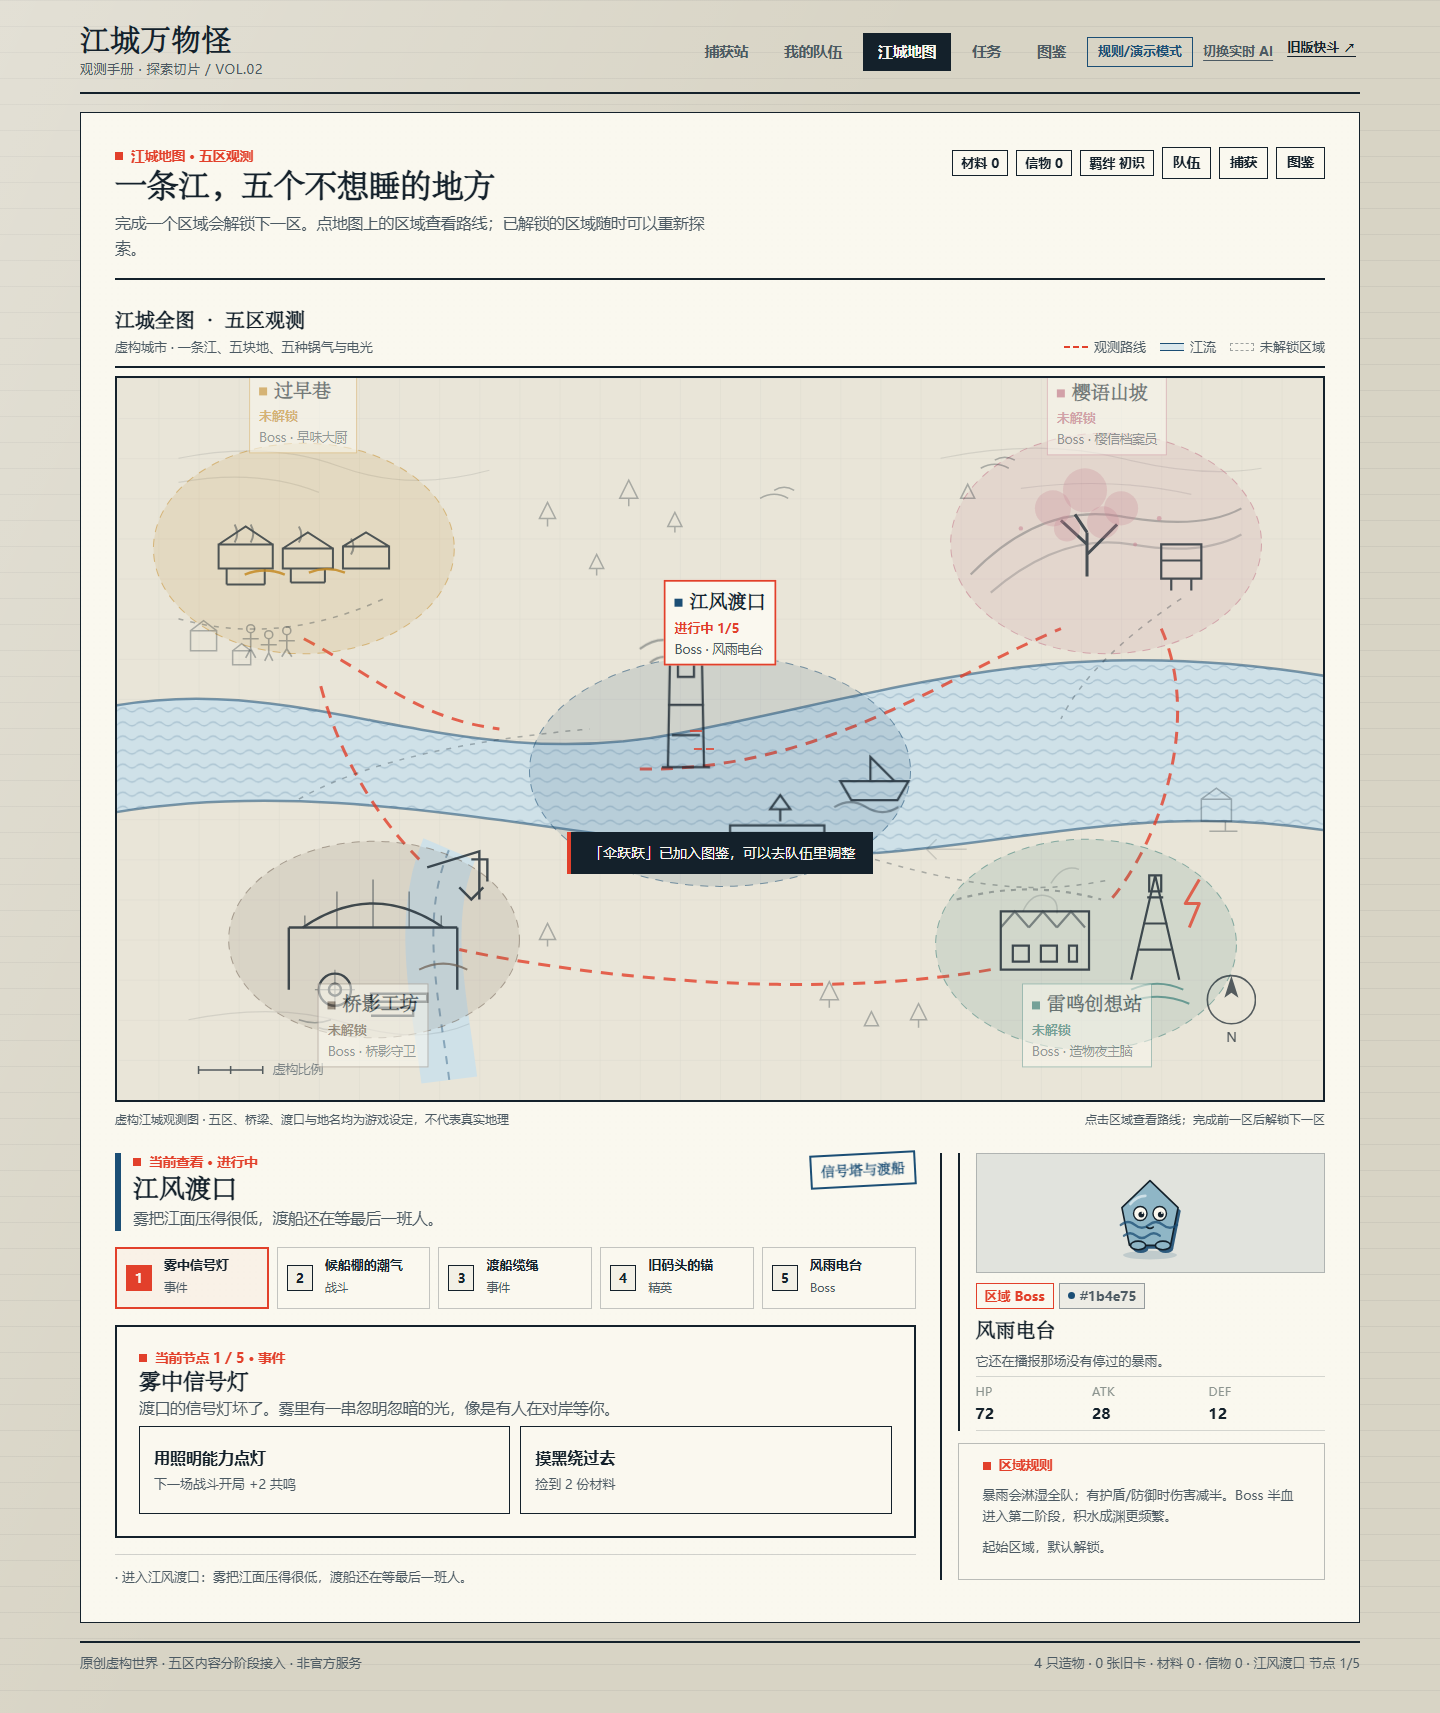 江城万物怪
观测手册 · 探索切片 / VOL.02
捕获站
我的队伍
江城地图
任务
图鉴
规则/演示模式
切换实时 AI
旧版快斗 ↗
江城地图 • 五区观测
一条江，五个不想睡的地方
完成一个区域会解锁下一区。点地图上的区域查看路线；已解锁的区域随时可以重新探
索。
材料 0
信物 0
羁绊 初识
队伍
捕获
图鉴
江城全图 · 五区观测
虚构城市 · 一条江、五块地、五种锅气与电光
观测路线
江流
未解锁区域
过早巷
未解锁
Boss · 早味大厨
樱语山坡
未解锁
Boss · 樱信档案员
江风渡口
进行中 1/5
Boss · 风雨电台
「伞跃跃」已加入图鉴，可以去队伍里调整
桥影工坊
未解锁
Boss · 桥影守卫
雷鸣创想站
未解锁
Boss · 造物夜主脑
虚构比例
N
虚构江城观测图 · 五区、桥梁、渡口与地名均为游戏设定，不代表真实地理
点击区域查看路线；完成前一区后解锁下一区
当前查看 • 进行中
江风渡口
雾把江面压得很低，渡船还在等最后一班人。
信号塔与渡船
1
雾中信号灯
事件
2
候船棚的潮气
战斗
3
渡船缆绳
事件
4
旧码头的锚
精英
5
风雨电台
Boss
当前节点 1 / 5 • 事件
雾中信号灯
渡口的信号灯坏了。雾里有一串忽明忽暗的光，像是有人在对岸等你。
用照明能力点灯
下一场战斗开局 +2 共鸣
摸黑绕过去
捡到 2 份材料
· 进入江风渡口：雾把江面压得很低，渡船还在等最后一班人。
区域 Boss
#1b4e75
风雨电台
它还在播报那场没有停过的暴雨。
HP
72
ATK
28
DEF
12
区域规则
暴雨会淋湿全队；有护盾/防御时伤害减半。Boss 半血
进入第二阶段，积水成渊更频繁。
起始区域，默认解锁。
原创虚构世界 · 五区内容分阶段接入 · 非官方服务
4 只造物 · 0 张旧卡 · 材料 0 · 信物 0 · 江风渡口 节点 1/5